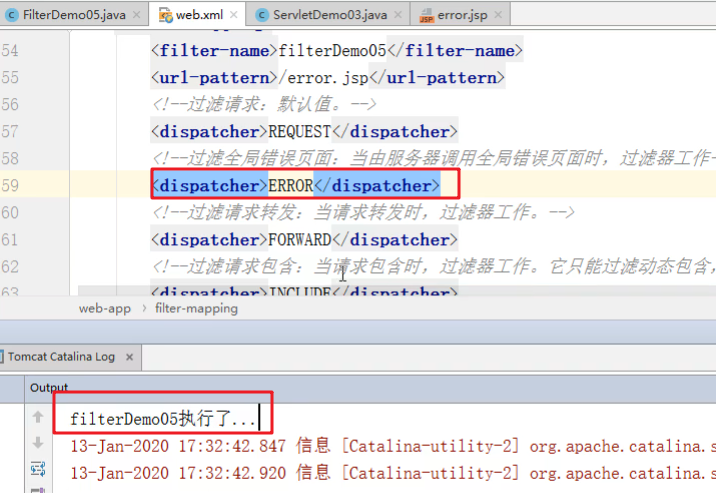 FilterDemo05.java × web.xml × ServletDemo03.java × error.jsp ×
54 <filter-name>filterDemo05</filter-name>
55 <url-pattern>/error.jsp</url-pattern>
56 <!--过滤请求：默认值。-->
57 <dispatcher>REQUEST</dispatcher>
58 <!--过滤全局错误页面：当由服务器调用全局错误页面时，过滤器工作-
59 <dispatcher>ERROR</dispatcher>
60 <!--过滤请求转发：当请求转发时，过滤器工作。-->
61 <dispatcher>FORWARD</dispatcher>
62 <!--过滤请求包含：当请求包含时，过滤器工作。它只能过滤动态包含，
63 <dispatcher>INCLUDE</dispatcher>
web-app › filter-mapping
Tomcat Catalina Log ×
Output
filterDemo05执行了...
13-Jan-2020 17:32:42.847 信息 [Catalina-utility-2] org.apache.catalina.s
13-Jan-2020 17:32:42.920 信息 [Catalina-utility-2] org.apache.catalina.s